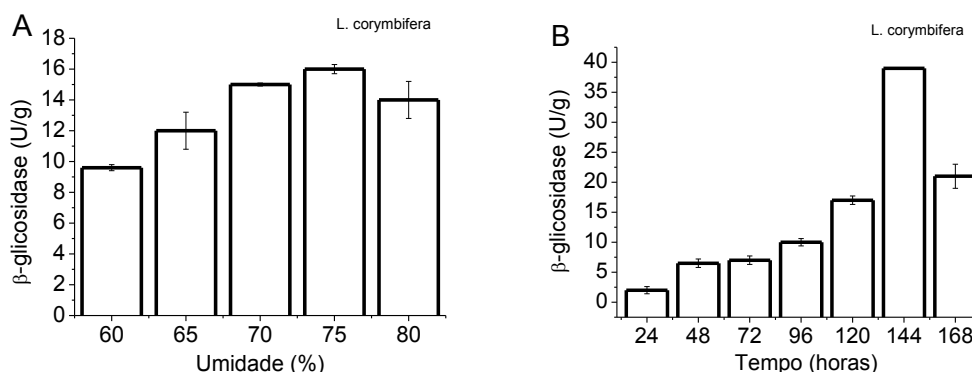 A
L. corymbifera
β-glicosidase (U/g)
18
16
14
12
10
8
6
4
2
0
60 65 70 75 80
Umidade (%)
B
L. corymbifera
β-glicosidase (U/g)
40
35
30
25
20
15
10
5
0
24 48 72 96 120 144 168
Tempo (horas)